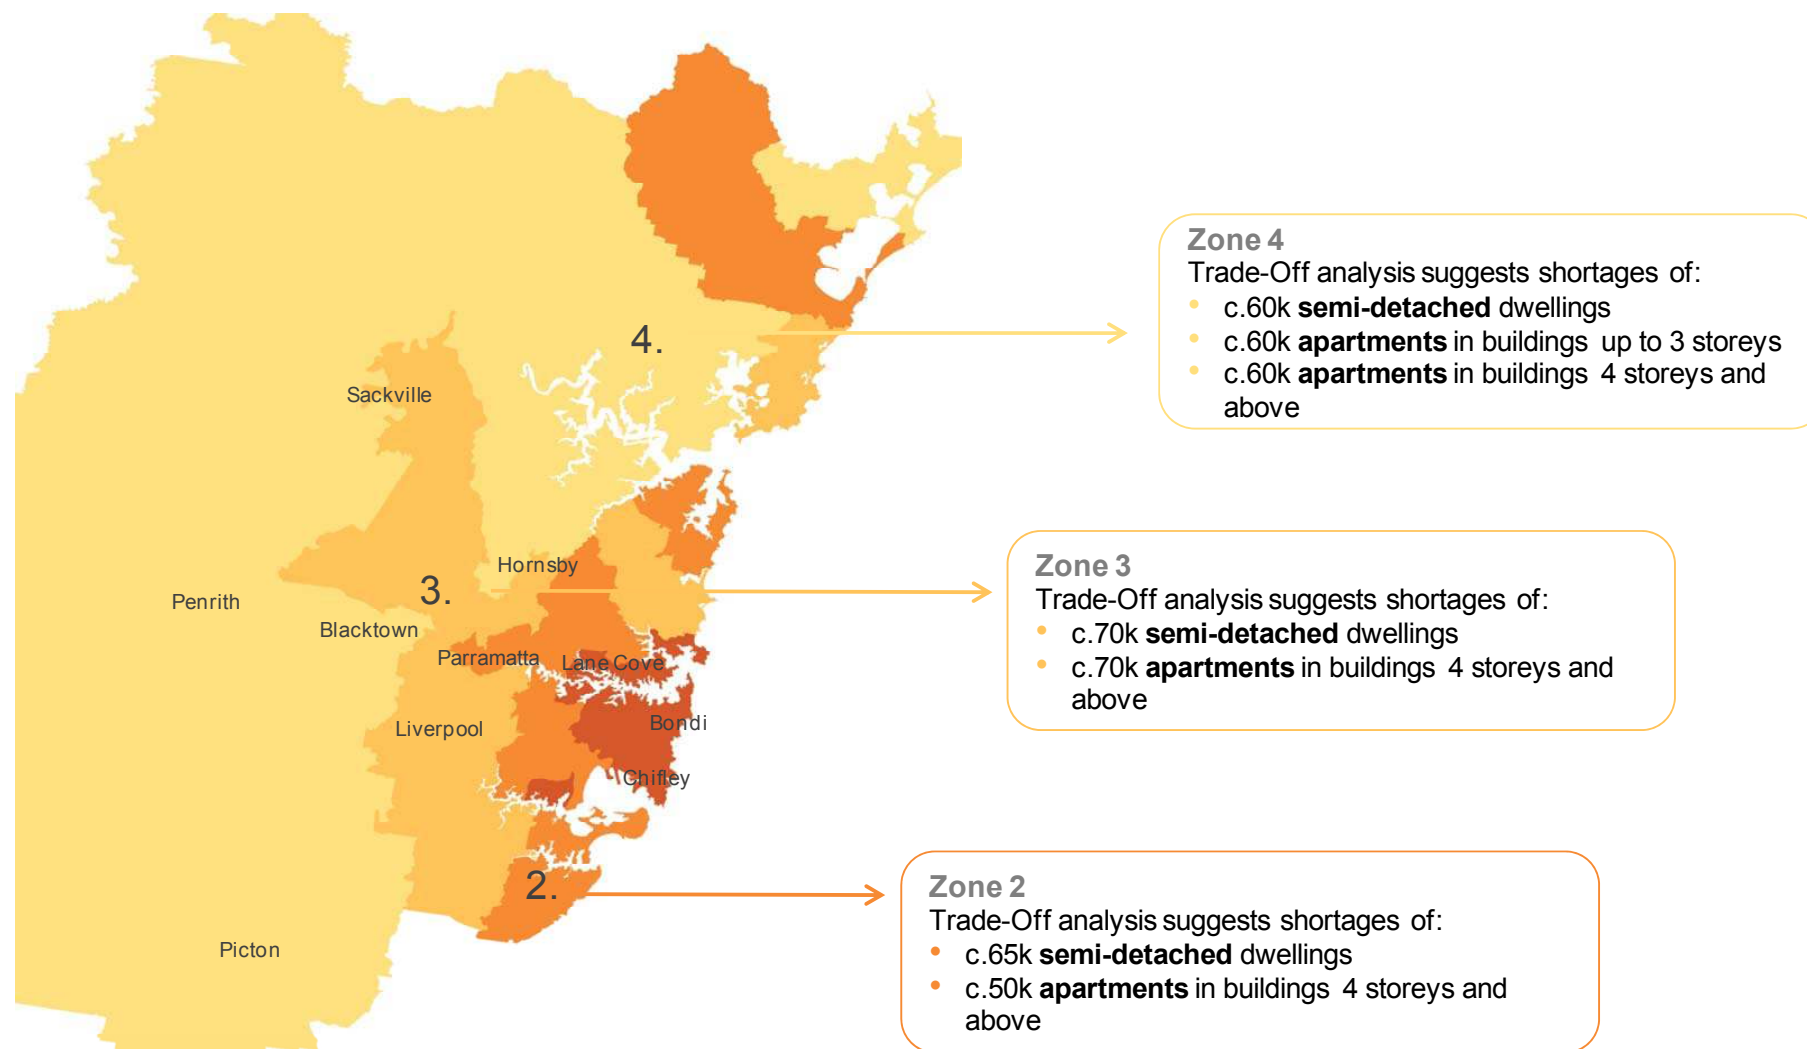 4.
Sackville
Hornsby
3.
Penrith
Blacktown
Parramatta
Lane Cove
Liverpool
Bondi
Chifley
2.
Picton
Zone 4
Trade-Off analysis suggests shortages of:
• c.60k semi-detached dwellings
• c.60k apartments in buildings up to 3 storeys
• c.60k apartments in buildings 4 storeys and
above
Zone 3
Trade-Off analysis suggests shortages of:
• c.70k semi-detached dwellings
• c.70k apartments in buildings 4 storeys and
above
Zone 2
Trade-Off analysis suggests shortages of:
• c.65k semi-detached dwellings
• c.50k apartments in buildings 4 storeys and
above